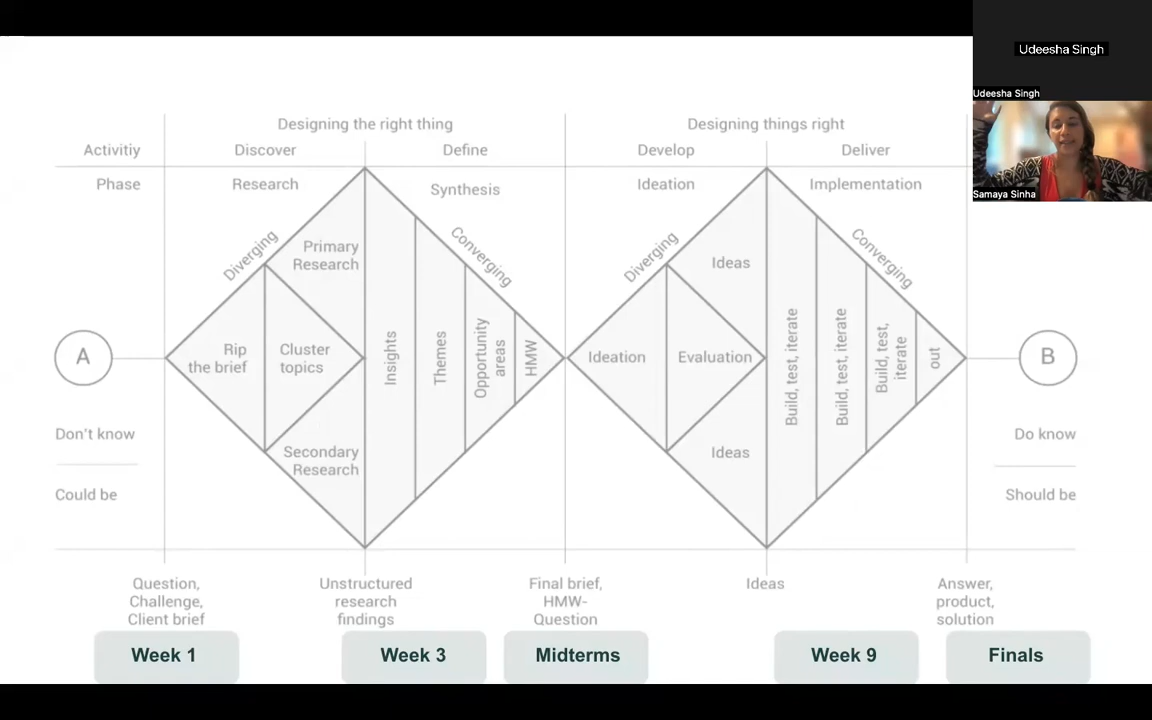 Udeesha Singh
Udeesha Singh
Samaya Sinha
Designing the right thing
Designing things right
Activitiy
Discover
Define
Develop
Deliver
Phase
Research
Synthesis
Ideation
Implementation
Diverging
Converging
Diverging
Converging
Primary
Research
Rip
the brief
Cluster
topics
Secondary
Research
Insights
Themes
Opportunity
areas
HMW
Ideas
Ideation
Evaluation
Ideas
Build, test, iterate
Build, test, iterate
Build, test,
iterate
out
A
B
Don't know
Could be
Do know
Should be
Question,
Challenge,
Client brief
Unstructured
research
findings
Final brief,
HMW-
Question
Ideas
Answer,
product,
solution
Week 1
Week 3
Midterms
Week 9
Finals